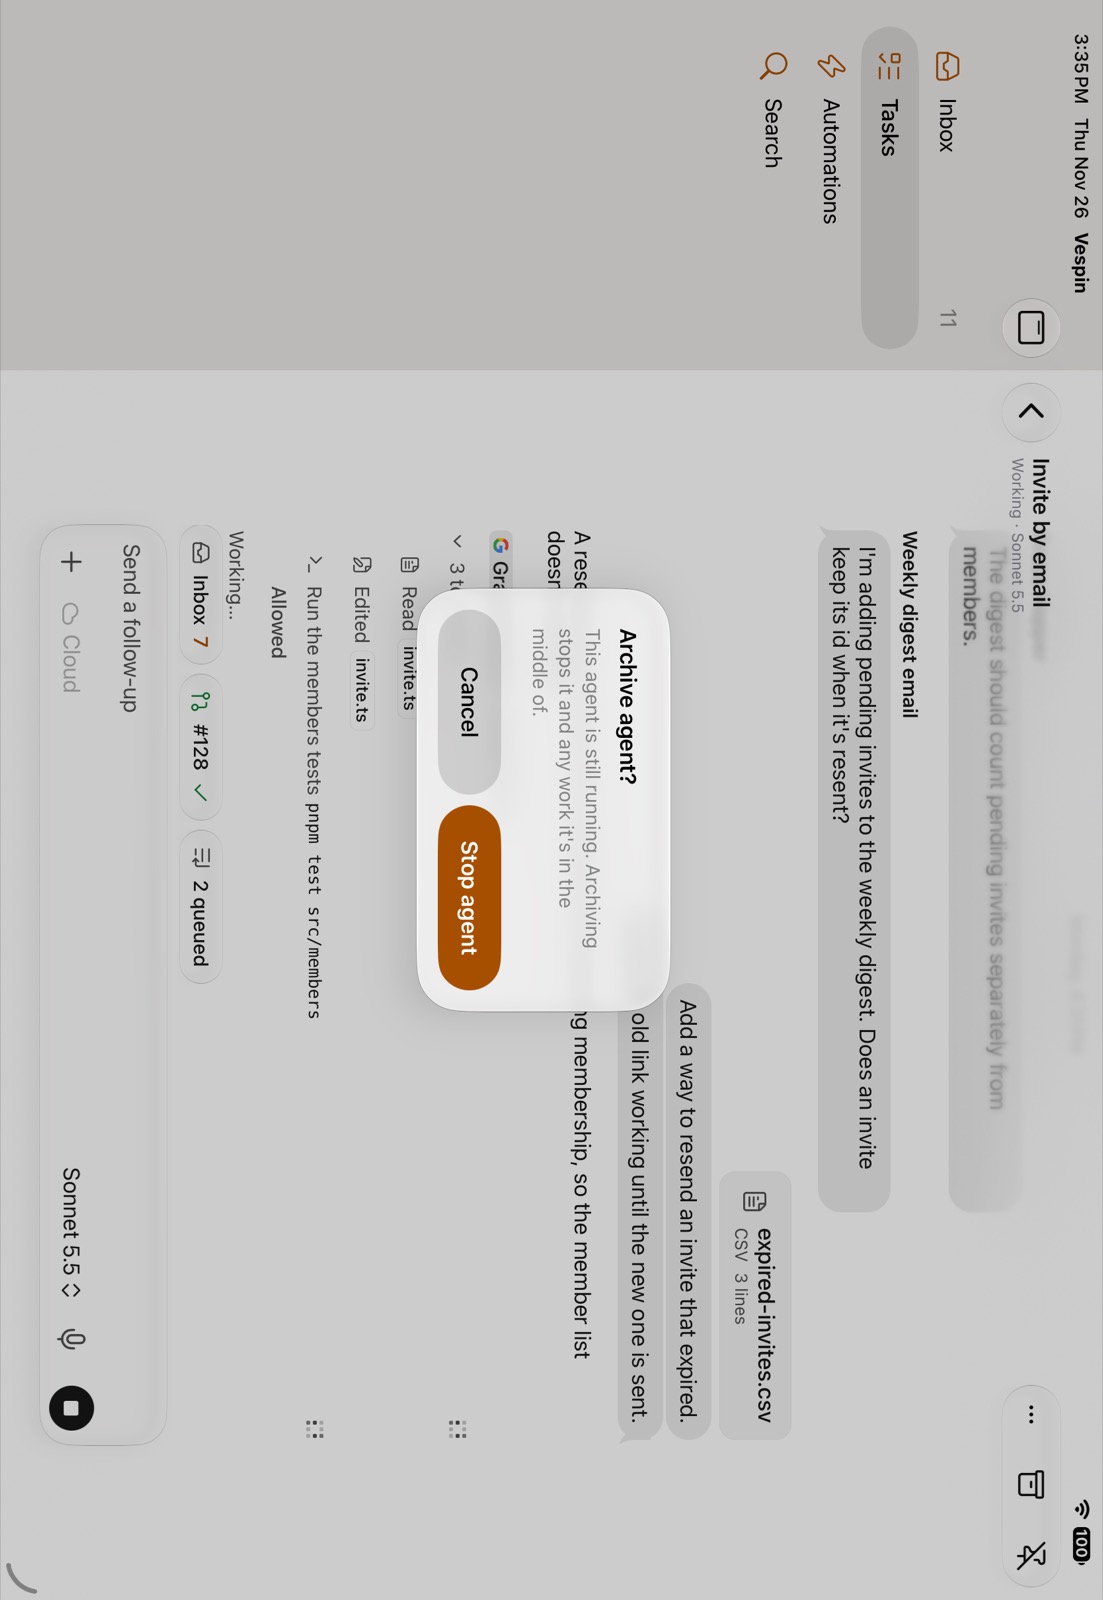 3:35 PM Thu Nov 26 Vespin
100
Inbox 11
Tasks
Automations
Search
Invite by email
Working · Sonnet 5.5
The digest should count pending invites separately from
members.
Weekly digest email
I'm adding pending invites to the weekly digest. Does an invite
keep its id when it's resent?
expired-invites.csv
CSV 3 lines
Add a way to resend an invite that expired.
old link working until the new one is sent.
membership, so the member list
Archive agent?
This agent is still running. Archiving
stops it and any work it's in the
middle of.
Cancel
Stop agent
3
Read invite.ts
Edited invite.ts
Run the members tests pnpm test src/members
Allowed
Working...
Inbox 7
#128
2 queued
Send a follow-up
Cloud
Sonnet 5.5